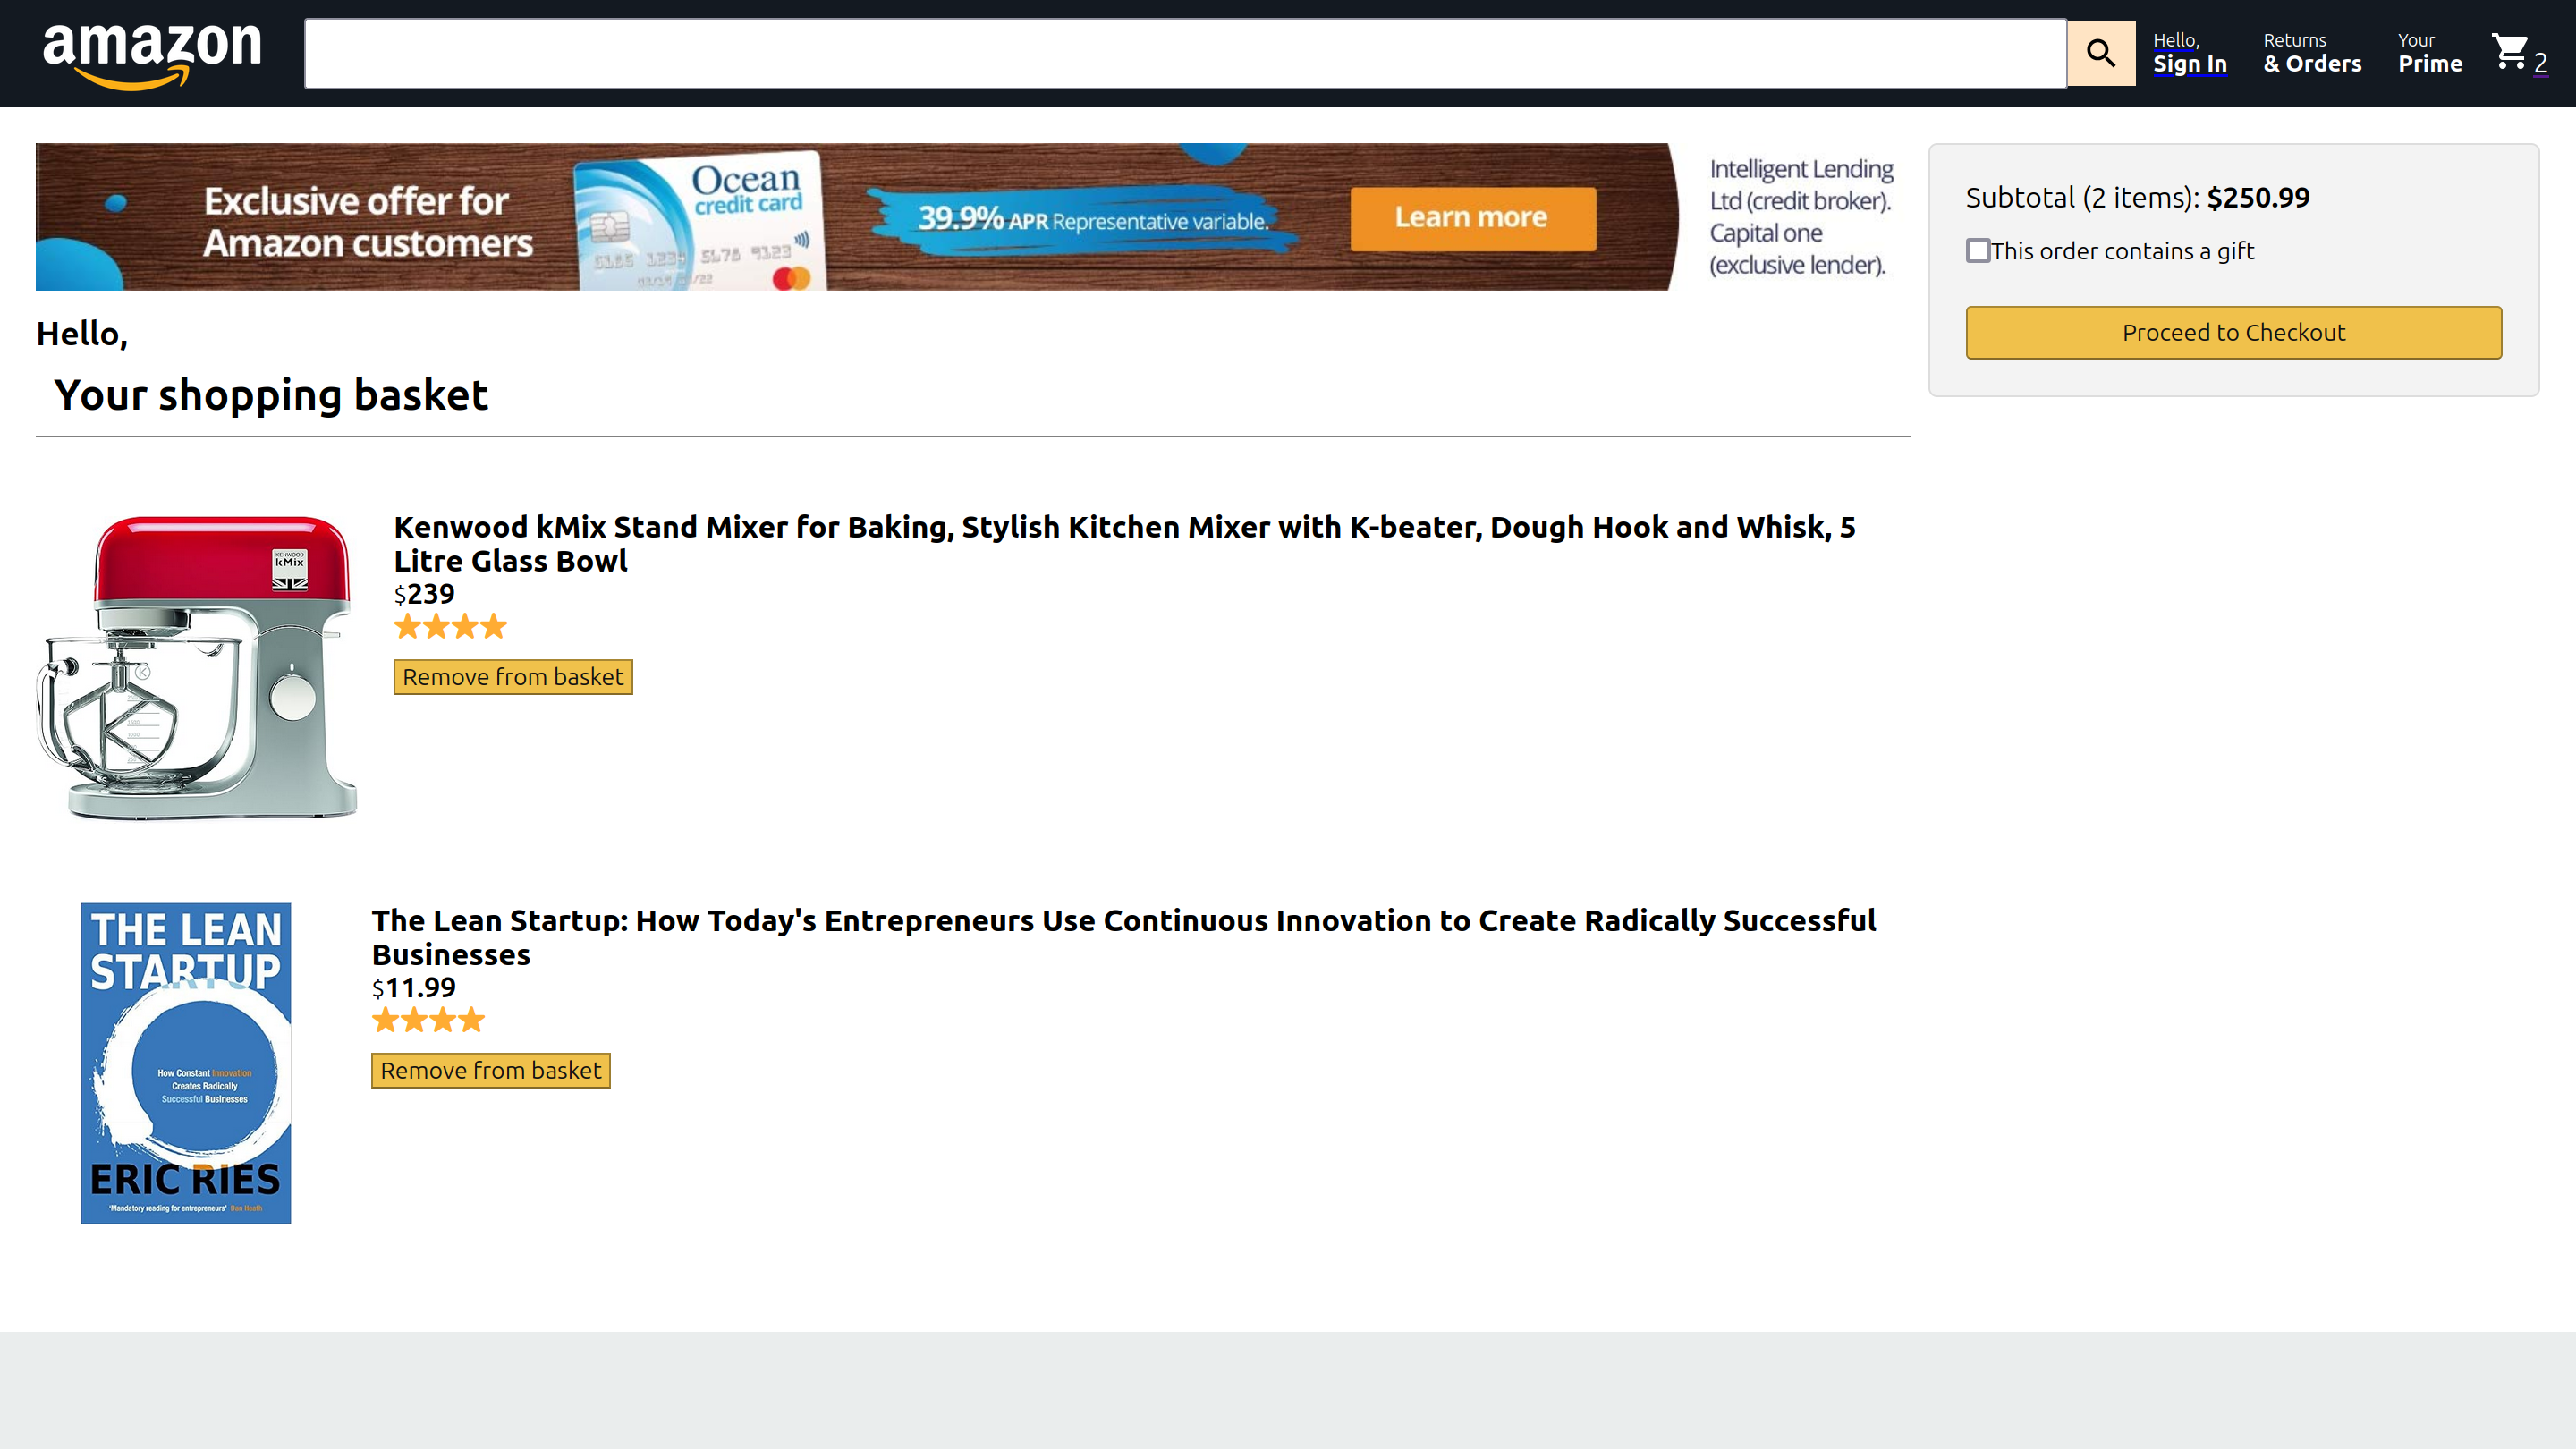 amazon
Hello,
Sign In
Returns
& Orders
Your
Prime
2
Exclusive offer for
Amazon customers
Ocean
credit card
39.9% APR Representative variable.
Learn more
Intelligent Lending
Ltd (credit broker).
Capital one
(exclusive lender).
Subtotal (2 items): $250.99
This order contains a gift
Proceed to Checkout
Hello,
Your shopping basket
KENWOOD
kMix
Kenwood kMix Stand Mixer for Baking, Stylish Kitchen Mixer with K-beater, Dough Hook and Whisk, 5
Litre Glass Bowl
$239
Remove from basket
THE LEAN
STARTUP
How Constant Innovation
Creates Radically
Successful Businesses
ERIC RIES
'Mandatory reading for entrepreneurs' Dan Heath
The Lean Startup: How Today's Entrepreneurs Use Continuous Innovation to Create Radically Successful
Businesses
$11.99
Remove from basket